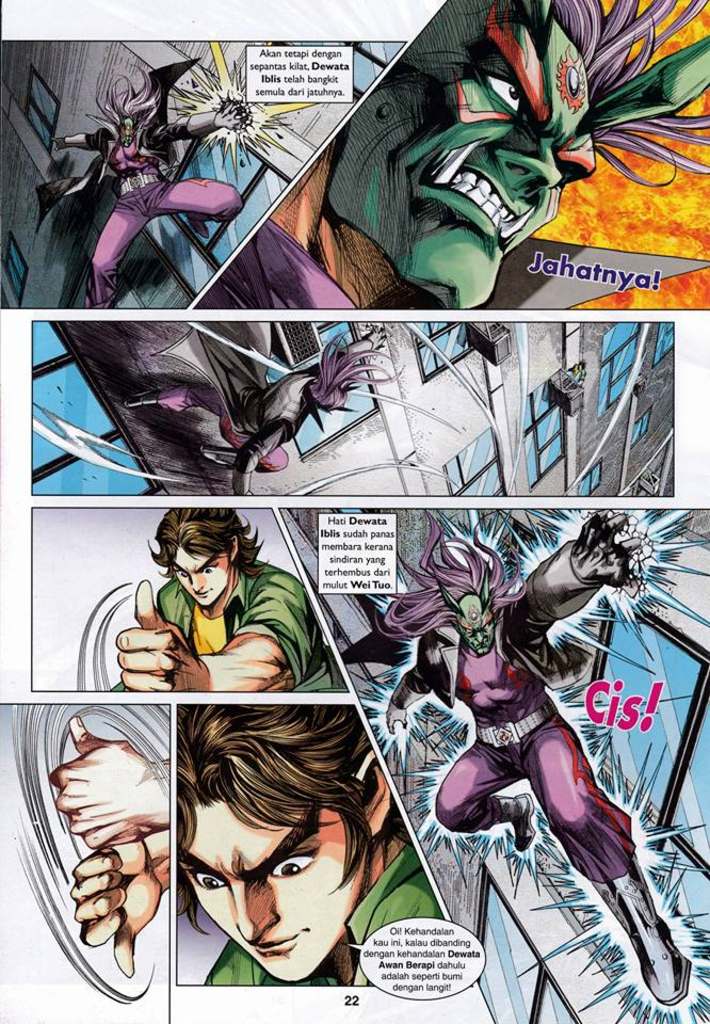 Akan tetapi dengan
sepantas kilat, Dewata
Iblis telah bangkit
semula dari jatuhnya.
Jahatnya!
Hati Dewata
Iblis sudah panas
membara kerana
sindiran yang
terhembus dari
mulut Wei Tuo.
Cis!
Oi! Kehandalan
kau ini, kalau dibanding
dengan kehandalan Dewata
Awan Berapi dahulu
adalah seperti bumi
dengan langit!
22